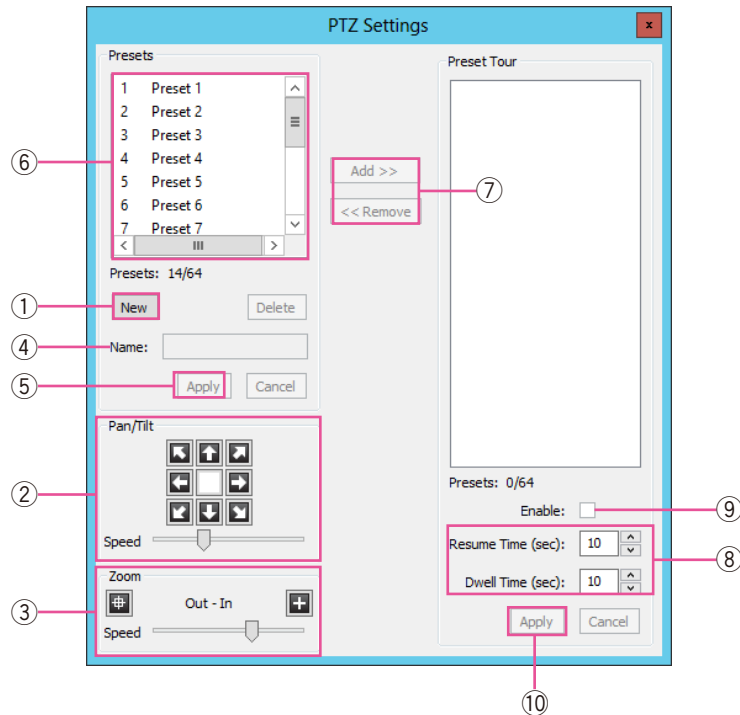 PTZ Settings
x
Presets
1 Preset 1
2 Preset 2
3 Preset 3
4 Preset 4
5 Preset 5
6 Preset 6
7 Preset 7
⑥
Presets: 14/64
① New Delete
④ Name:
⑤ Apply Cancel
Add >>
<< Remove
⑦
Pan/Tilt
②
Speed
Zoom
③
Out - In
Speed
Preset Tour
Presets: 0/64
Enable: ⑨
Resume Time (sec): 10
⑧
Dwell Time (sec): 10
Apply Cancel
⑩